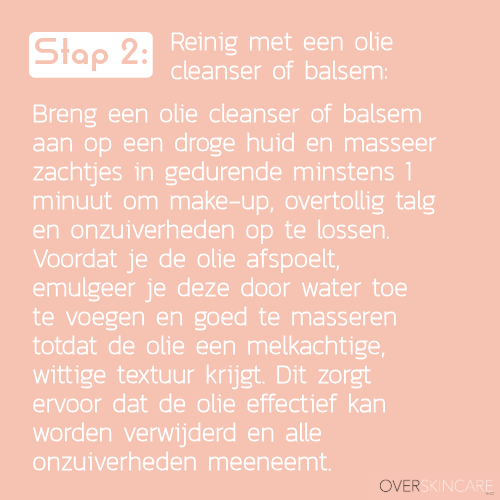 Stap 2:
Reinig met een olie
cleanser of balsem:
Breng een olie cleanser of balsem
aan op een droge huid en masseer
zachtjes in gedurende minstens 1
minuut om make-up, overtollig talg
en onzuiverheden op te lossen.
Voordat je de olie afspoelt,
emulgeer je deze door water toe
te voegen en goed te masseren
totdat de olie een melkachtige,
wittige textuur krijgt. Dit zorgt
ervoor dat de olie effectief kan
worden verwijderd en alle
onzuiverheden meeneemt.
OVERSKINCARE